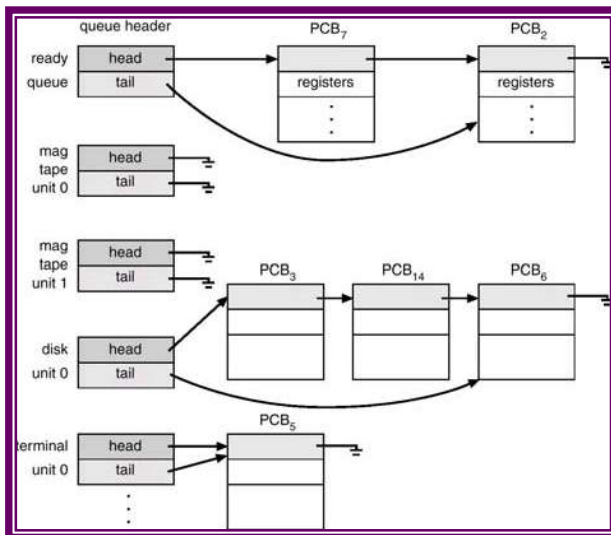 queue header
PCB7
PCB2
ready
head
queue
tail
registers
registers
mag
head
tape
unit 0
tail
mag
head
tape
unit 1
tail
PCB3
PCB14
PCB6
disk
head
unit 0
tail
PCB5
terminal
head
unit 0
tail